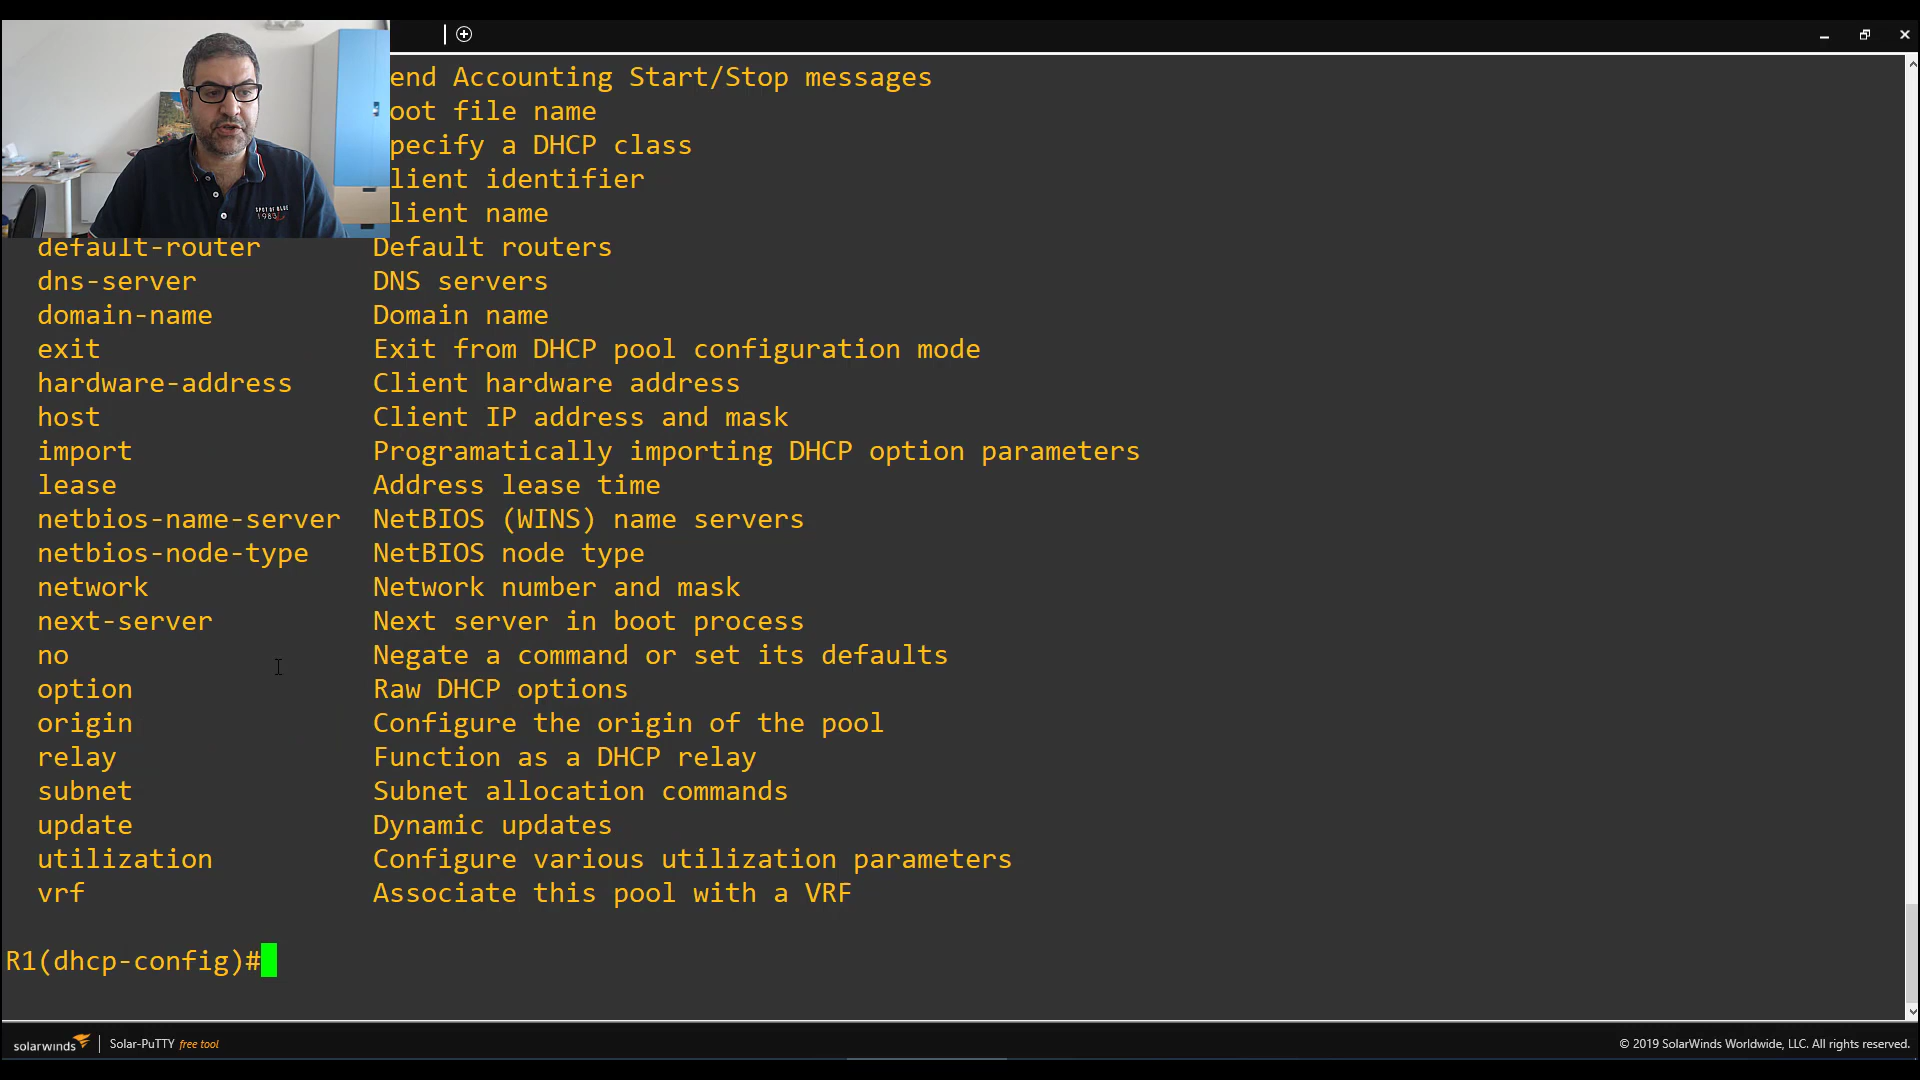 end Accounting Start/Stop messages
oot file name
pecify a DHCP class
lient identifier
lient name
default-router Default routers
dns-server DNS servers
domain-name Domain name
exit Exit from DHCP pool configuration mode
hardware-address Client hardware address
host Client IP address and mask
import Programatically importing DHCP option parameters
lease Address lease time
netbios-name-server NetBIOS (WINS) name servers
netbios-node-type NetBIOS node type
network Network number and mask
next-server Next server in boot process
no Negate a command or set its defaults
option Raw DHCP options
origin Configure the origin of the pool
relay Function as a DHCP relay
subnet Subnet allocation commands
update Dynamic updates
utilization Configure various utilization parameters
vrf Associate this pool with a VRF
R1(dhcp-config)#
solarwinds Solar-PuTTY free tool © 2019 SolarWinds Worldwide, LLC. All rights reserved.
SPOT OF BLUE
1983